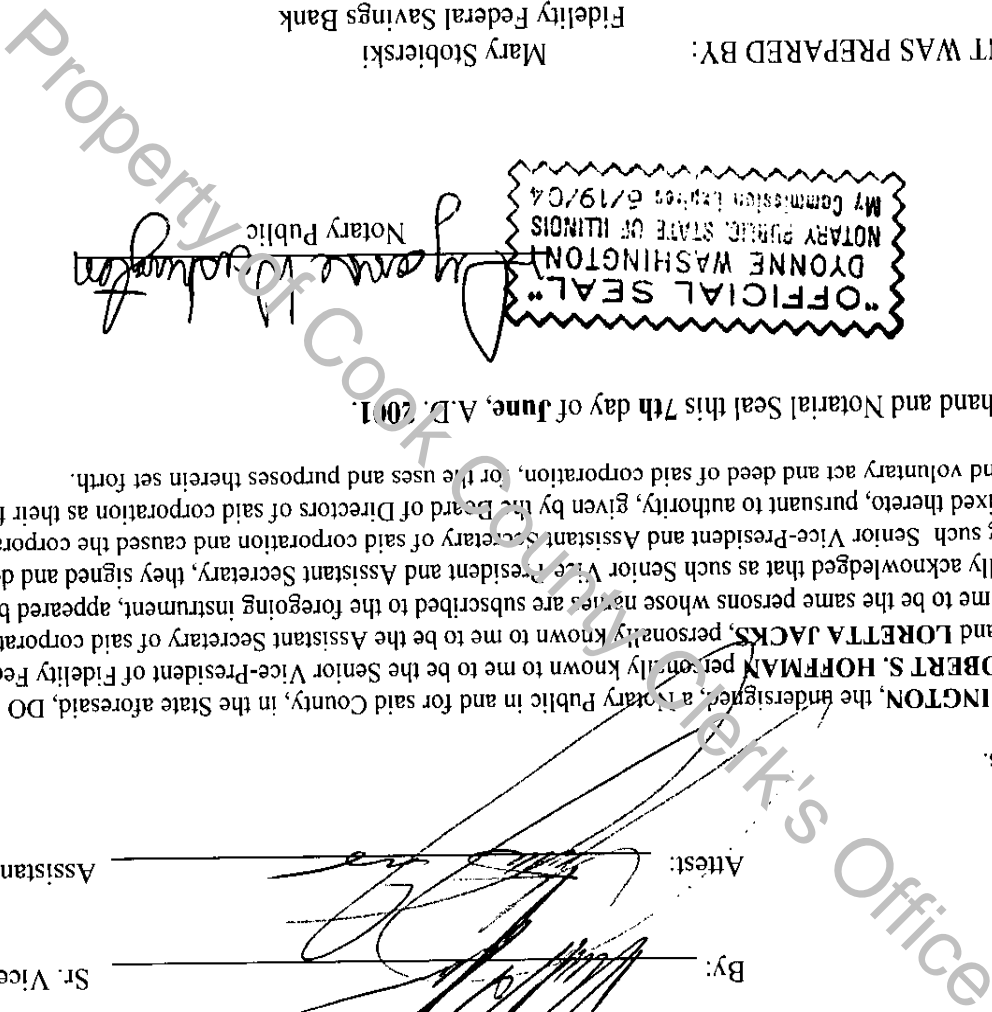 By: Sr. Vice
Attest: Assistan
s.
INGTON, the undersigned, a Notary Public in and for said County, in the State aforesaid, DO
OBERT S. HOFFMAN personally known to me to be the Senior Vice-President of Fidelity Fe
and LORETTA JACKS, personally known to me to be the Assistant Secretary of said corporat
me to be the same persons whose names are subscribed to the foregoing instrument, appeared b
lly acknowledged that as such Senior Vice President and Assistant Secretary, they signed and de
g such Senior Vice-President and Assistant Secretary of said corporation and caused the corpora
ixed thereto, pursuant to authority, given by the Board of Directors of said corporation as their f
nd voluntary act and deed of said corporation, for the uses and purposes therein set forth.
hand and Notarial Seal this 7th day of June, A.D. 2001.
"OFFICIAL SEAL"
DYONNE WASHINGTON
NOTARY PUBLIC, STATE OF ILLINOIS
My Commission Expires 6/19/04
Dyonne Washington
Notary Public
IT WAS PREPARED BY: Mary Stobierski
Fidelity Federal Savings Bank
Property of Cook County Clerk's Office